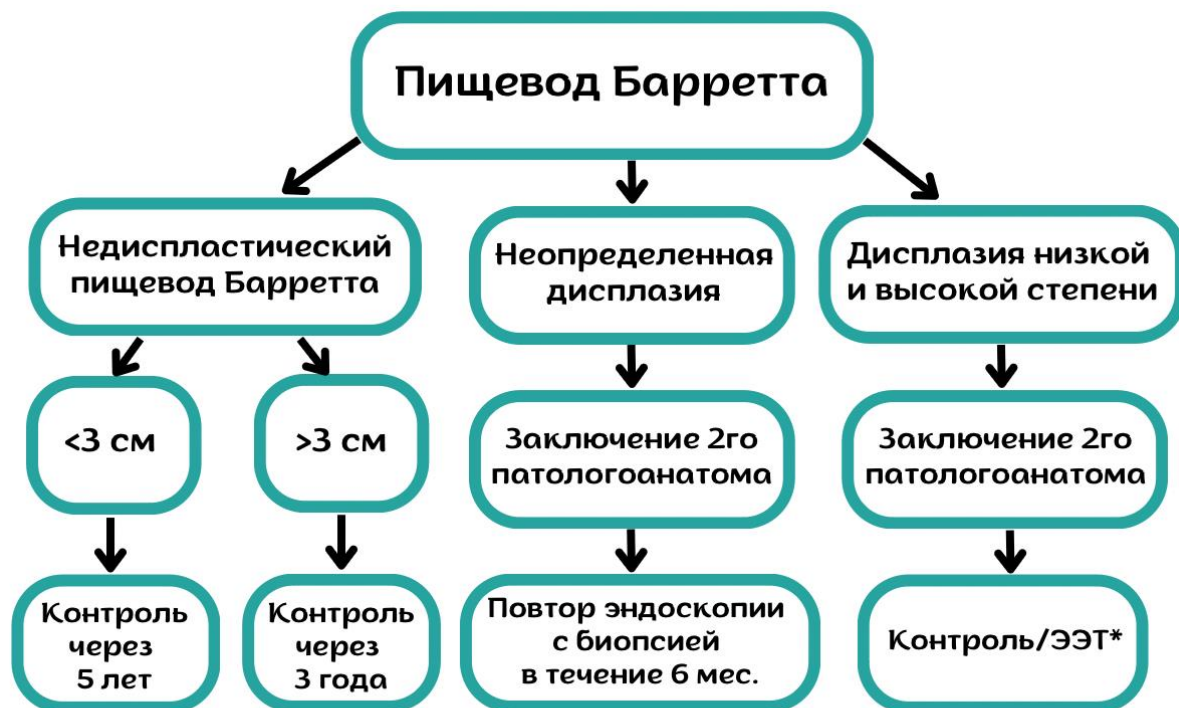 Пищевод Барретта
Недиспластический
пищевод Барретта
Неопределенная
дисплазия
Дисплазия низкой
и высокой степени
<3 см
>3 см
Заключение 2го
патологоанатома
Заключение 2го
патологоанатома
Контроль
через
5 лет
Контроль
через
3 года
Повтор эндоскопии
с биопсией
в течение 6 мес.
Контроль/ЭЭТ*